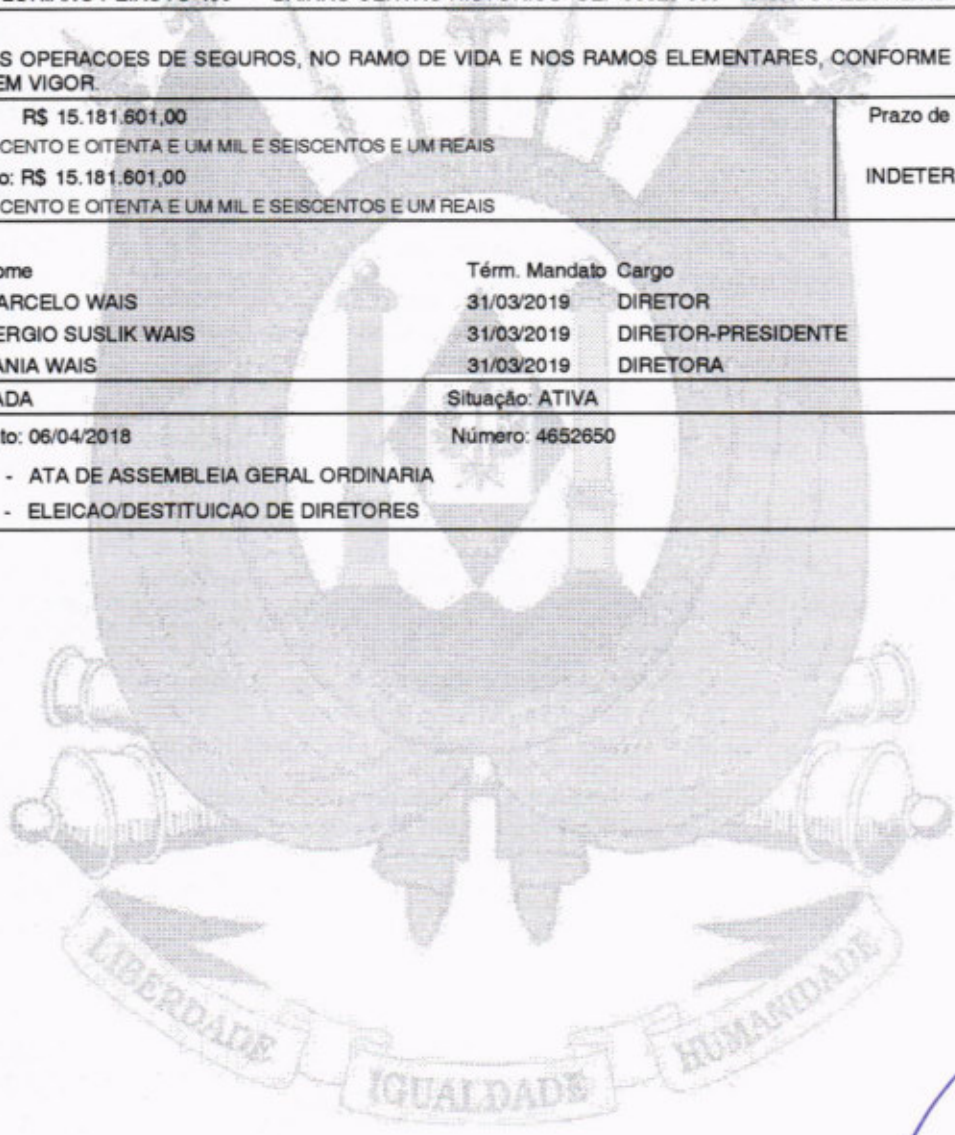 S OPERACOES DE SEGUROS, NO RAMO DE VIDA E NOS RAMOS ELEMENTARES, CONFORME
EM VIGOR.
R$ 15.181.601,00 Prazo de
CENTO E OITENTA E UM MIL E SEISCENTOS E UM REAIS
o: R$ 15.181.601,00 INDETER
CENTO E OITENTA E UM MIL E SEISCENTOS E UM REAIS
ome Térm. Mandato Cargo
ARCELO WAIS 31/03/2019 DIRETOR
ERGIO SUSLIK WAIS 31/03/2019 DIRETOR-PRESIDENTE
ANIA WAIS 31/03/2019 DIRETORA
ADA Situação: ATIVA
to: 06/04/2018 Número: 4652650
- ATA DE ASSEMBLEIA GERAL ORDINARIA
- ELEICAO/DESTITUICAO DE DIRETORES
LIBERDADE IGUALDADE HUMANIDADE